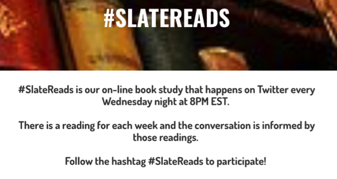 #SLATEREADS
#SlateReads is our on-line book study that happens on Twitter every
Wednesday night at 8PM EST.
There is a reading for each week and the conversation is informed by
those readings.
Follow the hashtag #SlateReads to participate!